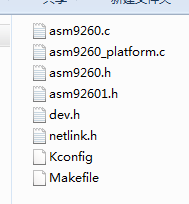 asm9260.c
asm9260_platform.c
asm9260.h
asm92601.h
dev.h
netlink.h
Kconfig
Makefile